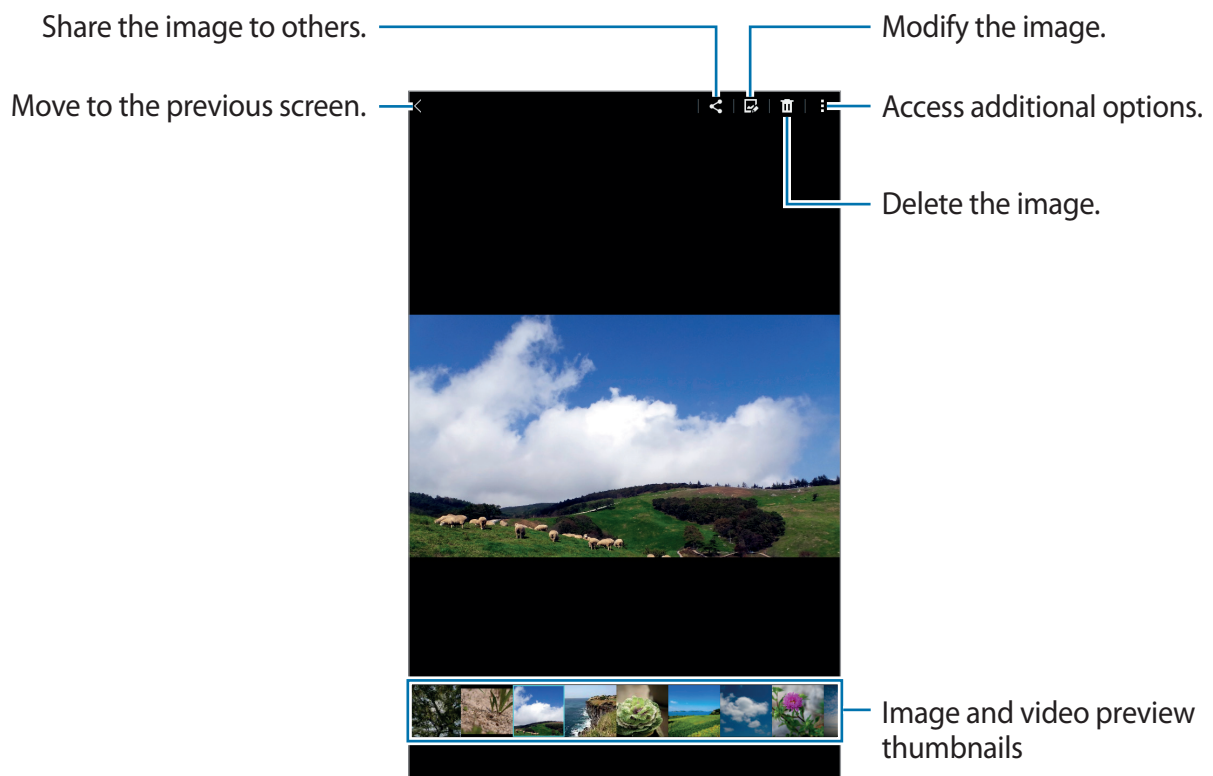 Share the image to others.
Modify the image.
Move to the previous screen.
Access additional options.
Delete the image.
Image and video preview
thumbnails